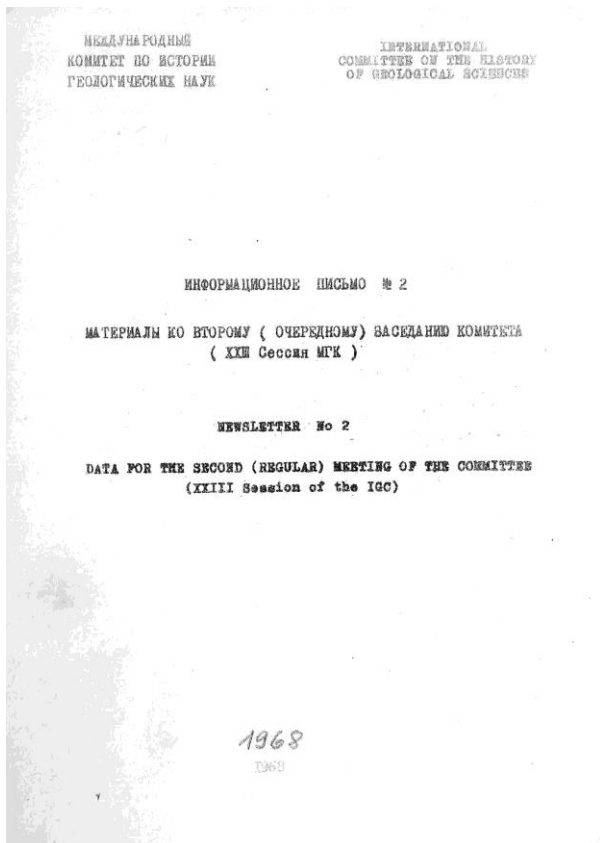 МЕЖДУНАРОДНЫЙ
КОМИТЕТ ПО ИСТОРИИ
ГЕОЛОГИЧЕСКИХ НАУК
INTERNATIONAL
COMMITTEE ON THE HISTORY
OF GEOLOGICAL SCIENCES
ИНФОРМАЦИОННОЕ ПИСЬМО № 2
МАТЕРИАЛЫ КО ВТОРОМУ ( ОЧЕРЕДНОМУ) ЗАСЕДАНИЮ КОМИТЕТА
( XXIII Сессия МГК )
NEWSLETTER No 2
DATA FOR THE SECOND (REGULAR) MEETING OF THE COMMITTEE
(XXIII Session of the IGC)
1968
1968